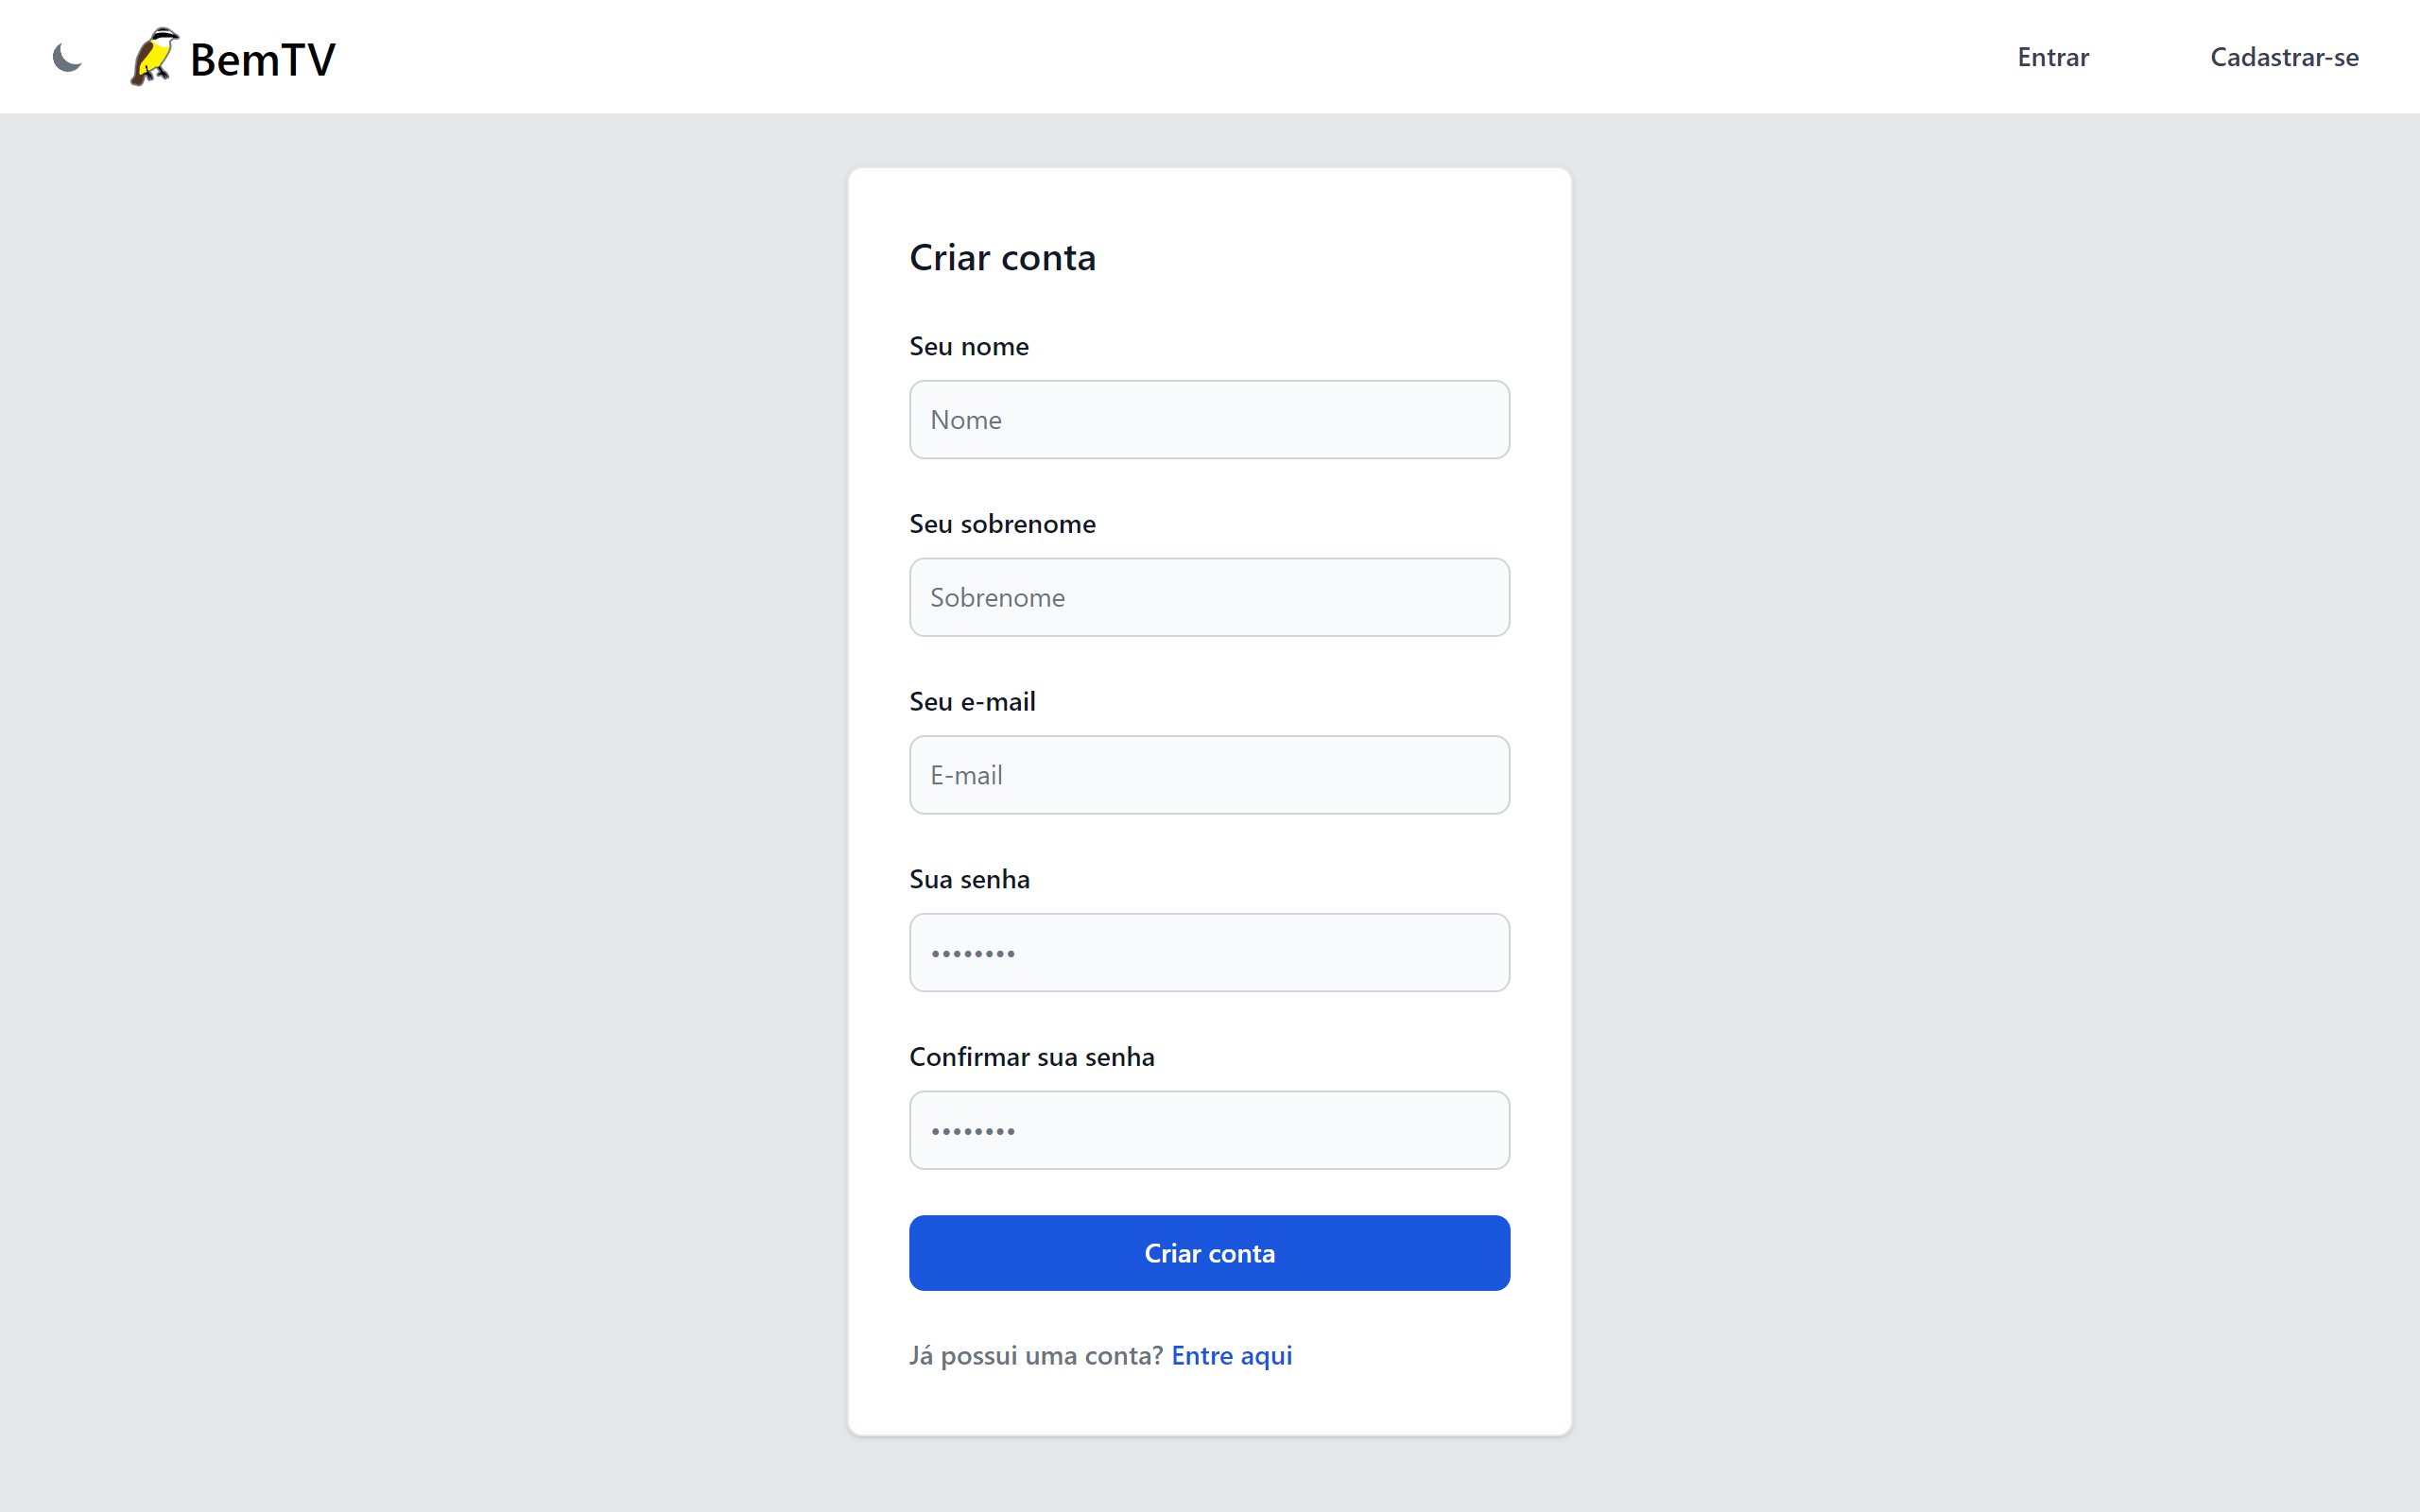 BemTV
Entrar
Cadastrar-se
Criar conta
Seu nome
Nome
Seu sobrenome
Sobrenome
Seu e-mail
E-mail
Sua senha
••••••••
Confirmar sua senha
••••••••
Criar conta
Já possui uma conta? Entre aqui